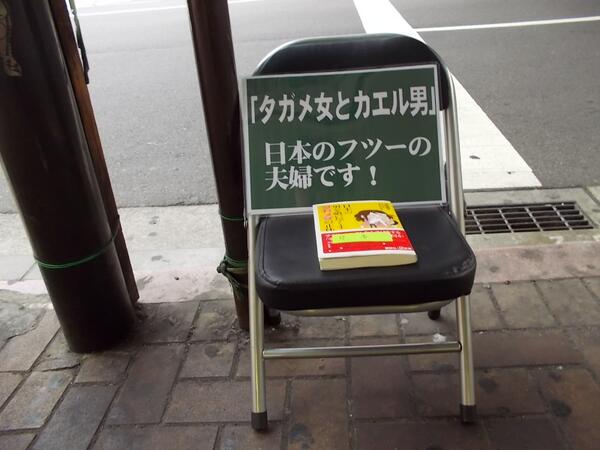 「タガメ女とカエル男」
日本のフツーの
夫婦です！